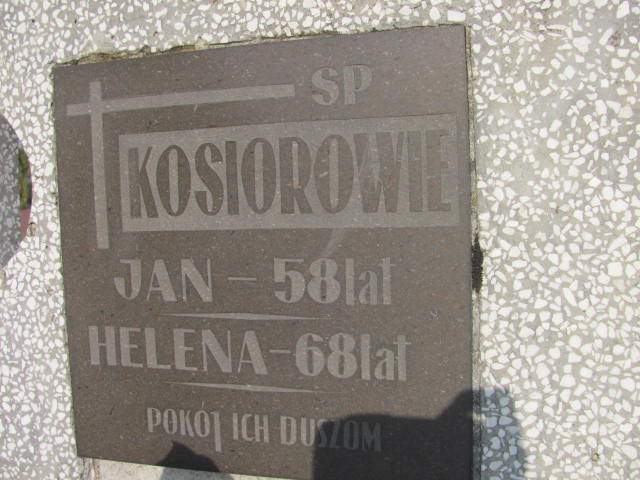 SP
KOSIOROWIE
JAN - 58 lat
HELENA - 68 lat
POKÓJ ICH DUSZOM